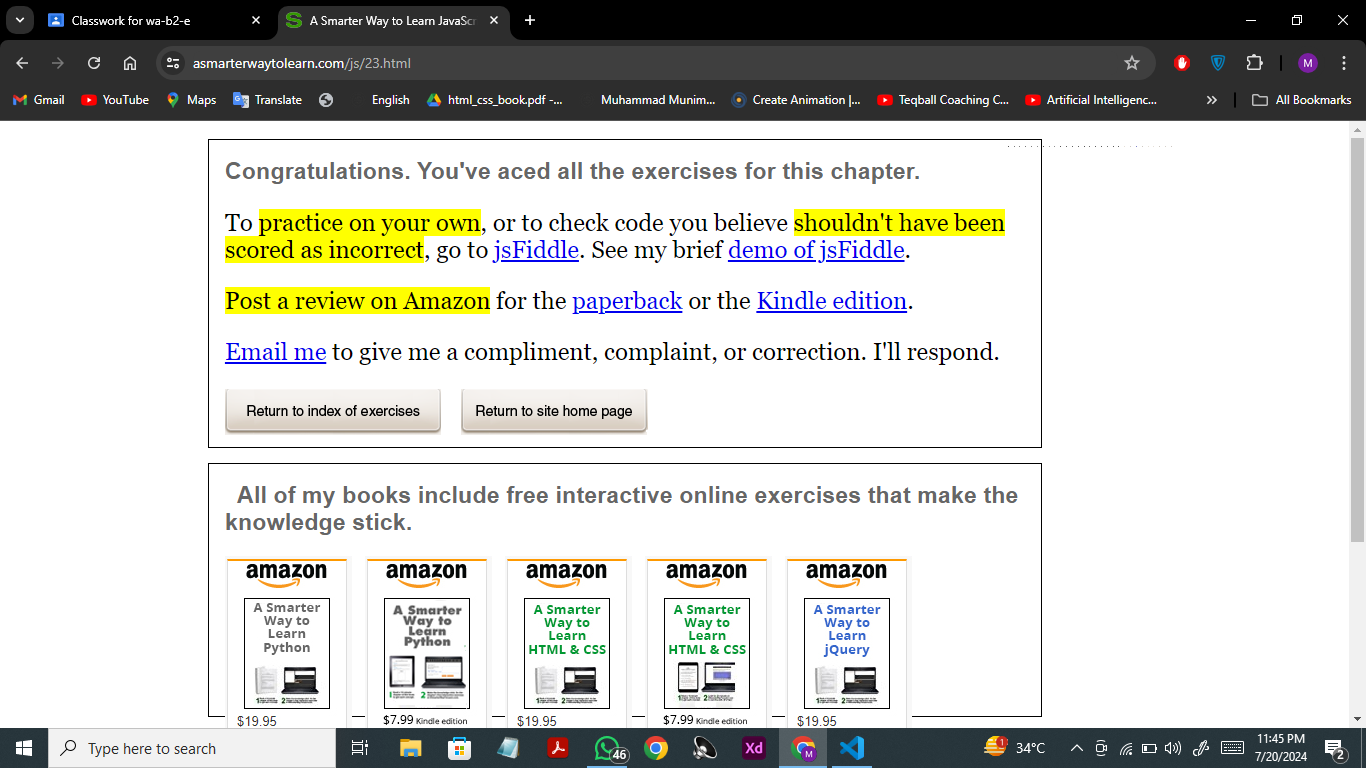 Classwork for wa-b2-e
A Smarter Way to Learn JavaScr
asmarterwaytolearn.com/js/23.html
Gmail YouTube Maps Translate English html_css_book.pdf -... Muhammad Munim... Create Animation |... Teqball Coaching C... Artificial Intelligenc... » All Bookmarks
M
Congratulations. You've aced all the exercises for this chapter.
To practice on your own, or to check code you believe shouldn't have been
scored as incorrect, go to jsFiddle. See my brief demo of jsFiddle.
Post a review on Amazon for the paperback or the Kindle edition.
Email me to give me a compliment, complaint, or correction. I'll respond.
Return to index of exercises
Return to site home page
All of my books include free interactive online exercises that make the
knowledge stick.
amazon
A Smarter
Way to
Learn
Python
$19.95
amazon
A Smarter
Way to
Learn
Python
$7.99 Kindle edition
amazon
A Smarter
Way to
Learn
HTML & CSS
$19.95
amazon
A Smarter
Way to
Learn
HTML & CSS
$7.99 Kindle edition
amazon
A Smarter
Way to
Learn
jQuery
$19.95
Type here to search
46
Xd
M
1
34°C
11:45 PM
7/20/2024
2